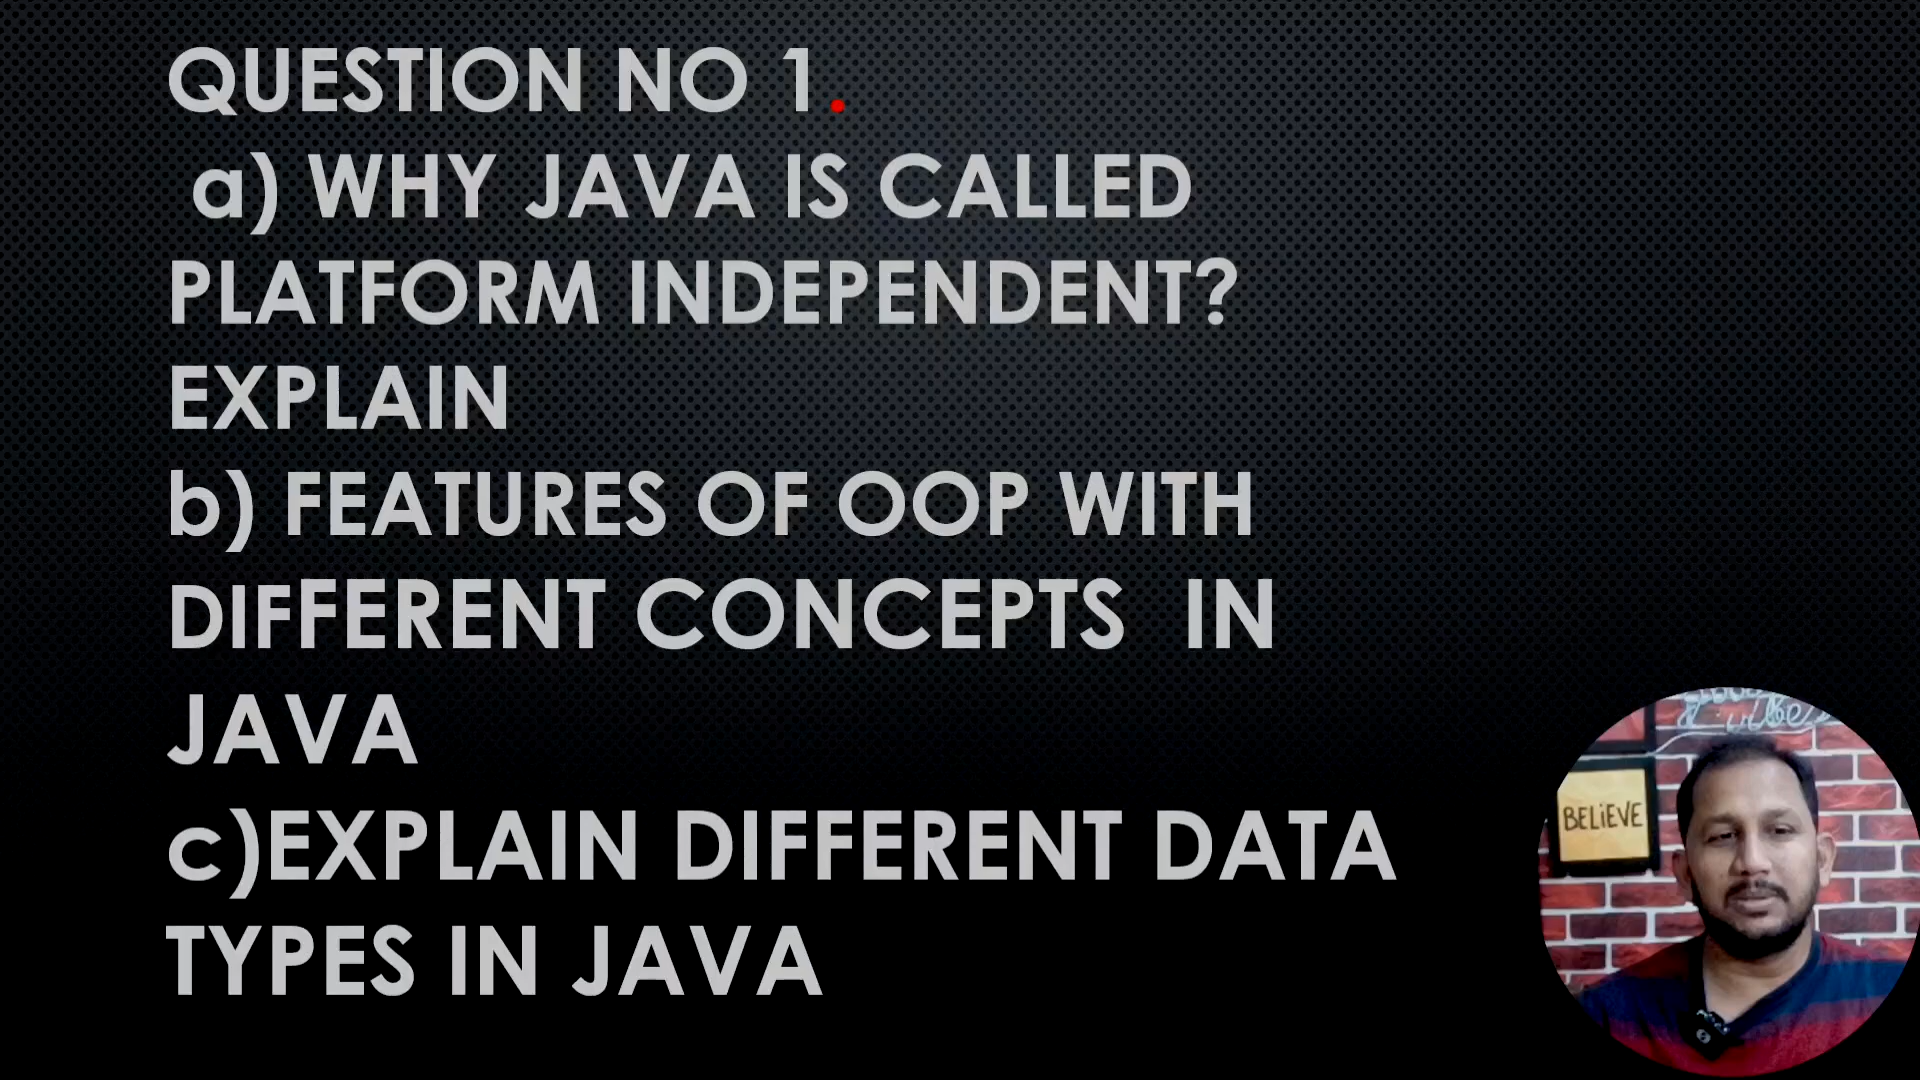 QUESTION NO 1.
a) WHY JAVA IS CALLED
PLATFORM INDEPENDENT?
EXPLAIN
b) FEATURES OF OOP WITH
DIFFERENT CONCEPTS IN
JAVA
c)EXPLAIN DIFFERENT DATA
TYPES IN JAVA
BELiEVE